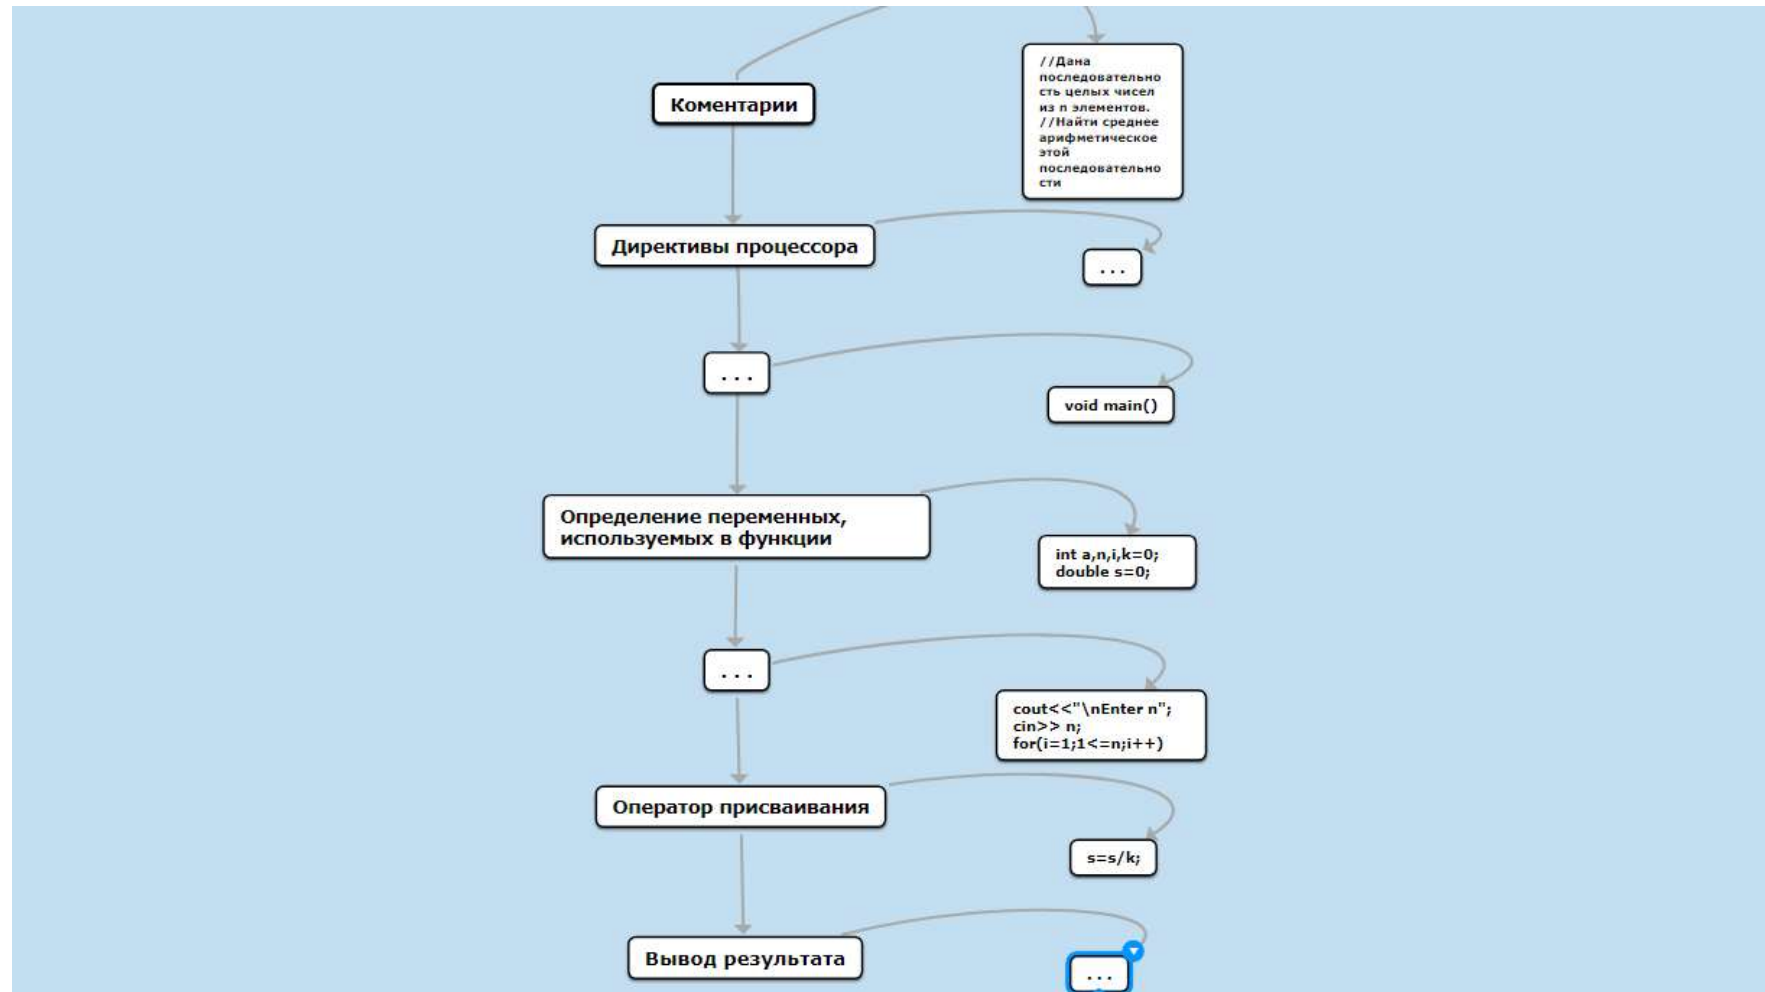 Коментарии
//Дана
последовательно
сть целых чисел
из n элементов.
//Найти среднее
арифметическое
этой
последовательно
сти
Директивы процессора
...
...
void main()
Определение переменных,
используемых в функции
int a,n,i,k=0;
double s=0;
...
cout<<"\nEnter n";
cin>> n;
for(i=1;1<=n;i++)
Оператор присваивания
s=s/k;
Вывод результата
...